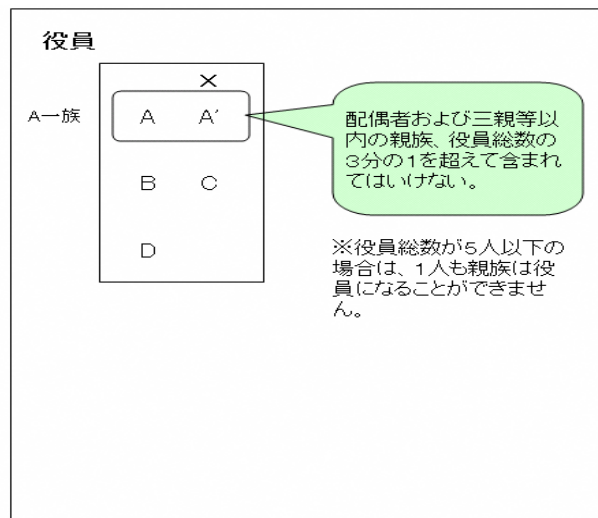 役員
×
A一族
A A'
B C
D
配偶者および三親等以
内の親族、役員総数の
3分の1を超えて含まれ
てはいけない。
※役員総数が5人以下の
場合は、1人も親族は役
員になることができませ
ん。